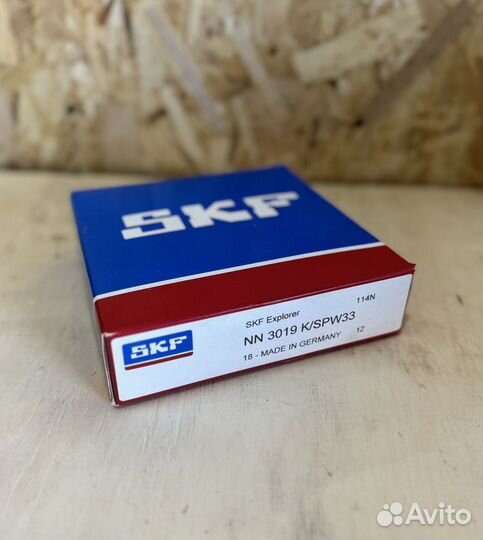 SKF
SKF
SKF Explorer 114N
NN 3019 K/SPW33
18 - MADE IN GERMANY 12
Avito